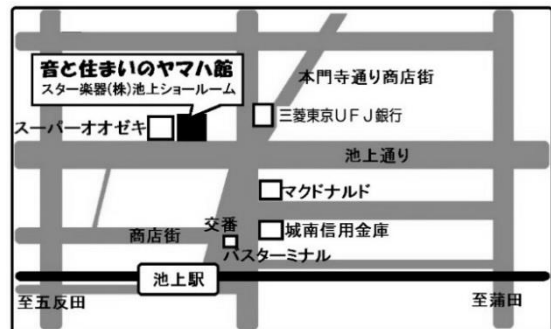 音と住まいのヤマハ館
スター楽器(株)池上ショールーム
本門寺通り商店街
三菱東京UFJ銀行
スーパーオオゼキ
池上通り
マクドナルド
交番
城南信用金庫
商店街
バスターミナル
池上駅
至五反田
至蒲田